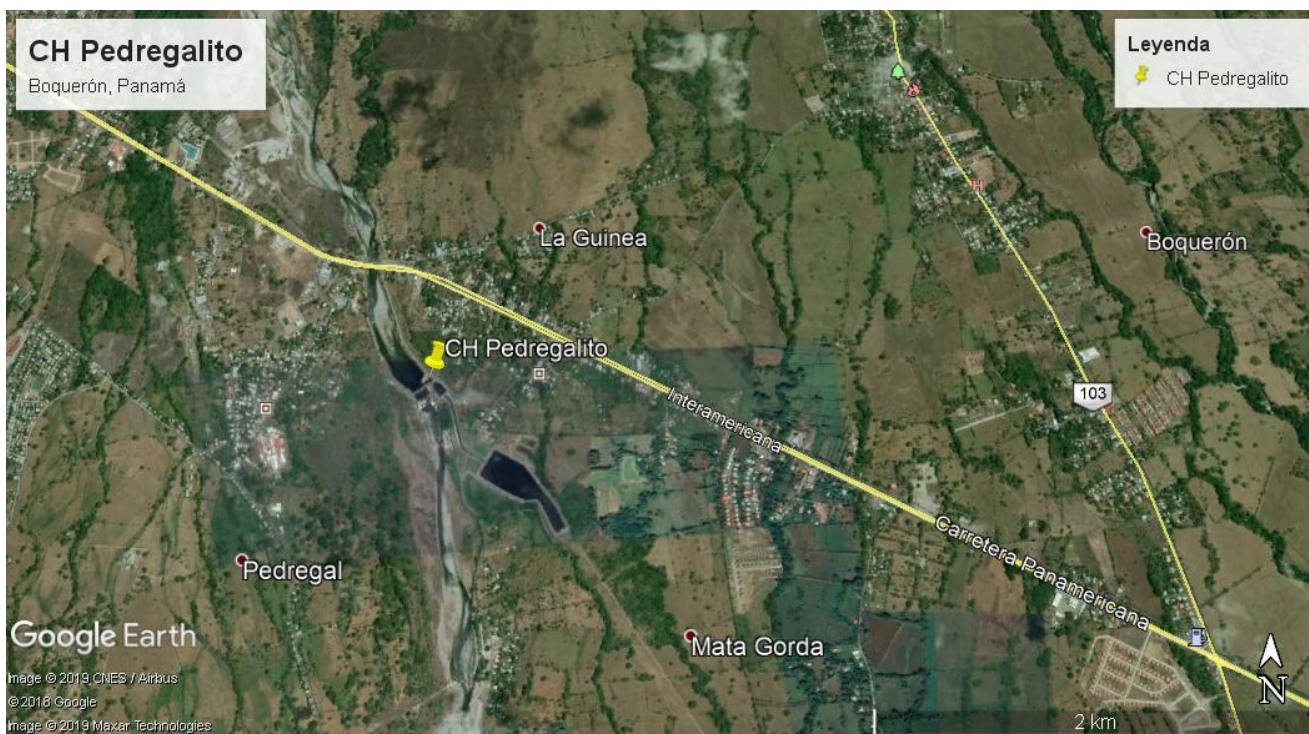 CH Pedregalito
Boquerón, Panamá
Leyenda
CH Pedregalito
H
La Guinea
Boquerón
CH Pedregalito
103
Interamericana
Carretera Panamericana
Pedregal
Mata Gorda
Google Earth
Image © 2019 CNES / Airbus
© 2018 Google
Image © 2019 Maxar Technologies
N
2 km